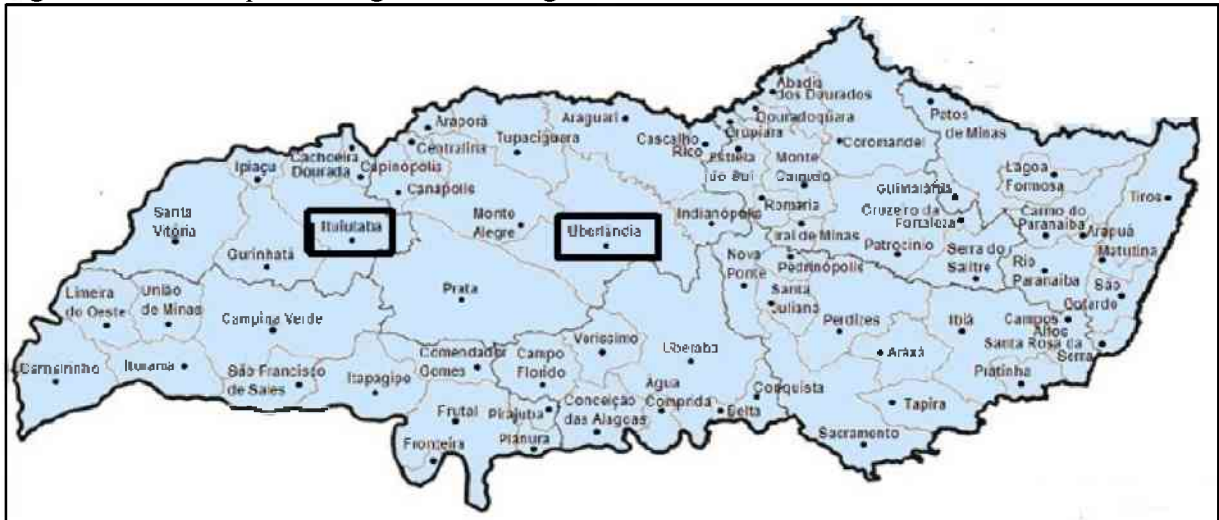 Abadia
dos Dourados
Douradoquara
Grupiara
Patos
de Minas
Araguari
Araporã
Tupaciguara
Cascalho
Rico
Centralina
Estrela
do Sul
Monte
Carmelo
Coromandel
Cachoeira
Dourada
Ipiaçu
Capinópolis
Canápolis
Lagoa
Formosa
Tiros
Guimarânia
Cruzeiro da
Fortaleza
Carmo do
Paranaíba
Arapuá
Matutina
Santa
Vitória
Ituiutaba
Monte
Alegre
Uberlândia
Indianópolis
Romaria
Iraí de Minas
Patrocínio
Serra do
Salitre
Rio
Paranaíba
São
Gotardo
Gurinhatã
Nova
Ponte
Pedrinópolis
Santa
Juliana
Limeira
do Oeste
União
de Minas
Prata
Campina Verde
Perdizes
Ibiá
Campos
Altos
Santa Rosa da
Serra
Veríssimo
Uberaba
Araxá
Pratinha
Carneirinho
Iturama
São Francisco
de Sales
Itapagipe
Comendador
Gomes
Campo
Florido
Água
Comprida
Conquista
Delta
Tapira
Frutal
Pirajuba
Conceição
das Alagoas
Sacramento
Fronteira
Planura